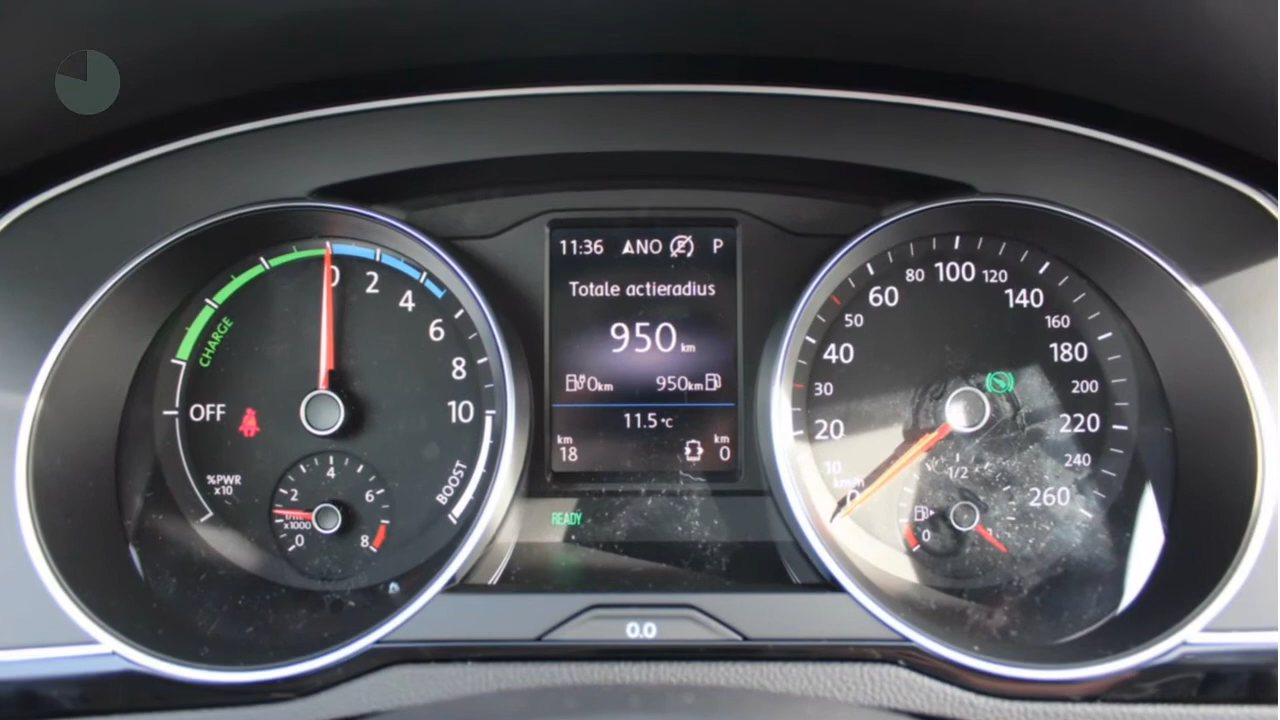 11:36 NO E P
Totale actieradius
950 km
0km 950km
11.5°C
km km
18 0
READY
0.0
CHARGE
OFF
0
2
4
6
8
10
BOOST
%PWR
x10
0
2
4
6
8
x1000
0
km/h
10
20
30
40
50
60
80
100
120
140
160
180
200
220
240
260
0
1/2